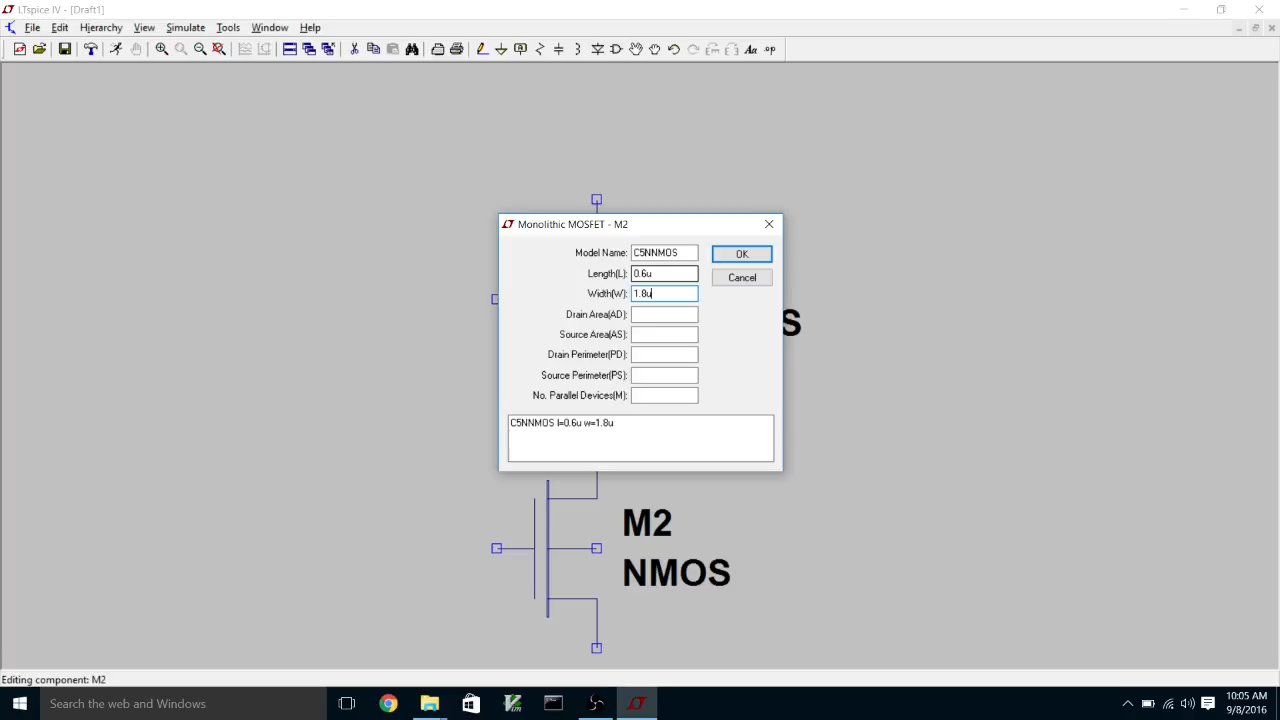 LTspice IV - [Draft1]
File Edit Hierarchy View Simulate Tools Window Help
Aa .op
Monolithic MOSFET - M2
Model Name: C5NNMOS OK
Length(L): 0.6u Cancel
Width(W): 1.8u
Drain Area(AD):
S
Source Area(AS):
Drain Perimeter(PD):
Source Perimeter(PS):
No. Parallel Devices(M):
C5NNMOS l=0.6u w=1.8u
M2
NMOS
Editing component: M2
Search the web and Windows
10:05 AM
9/8/2016